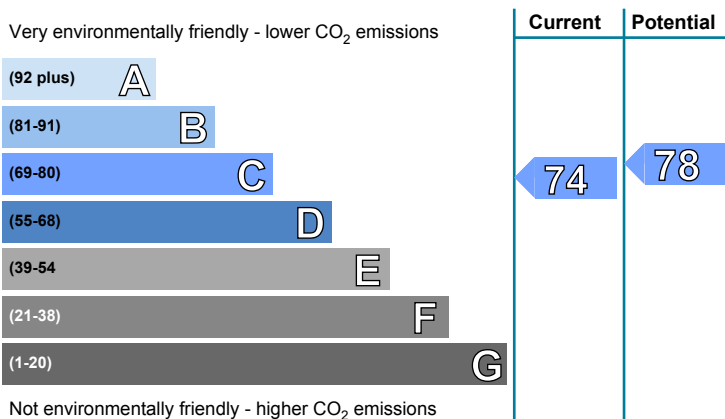 Very environmentally friendly - lower CO₂ emissions
Current
Potential
(92 plus) A
(81-91) B
(69-80) C
(55-68) D
(39-54 E
(21-38) F
(1-20) G
74
78
Not environmentally friendly - higher CO₂ emissions